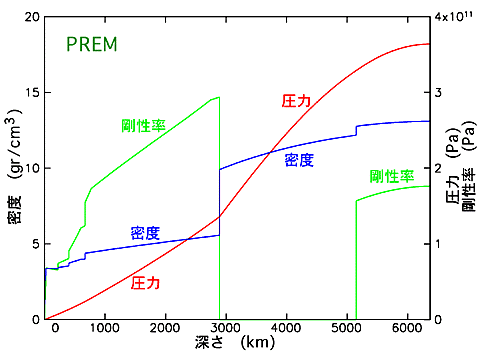 20
15
10
5
0
密度 (gr/cm3)
PREM
剛性率
圧力
密度
密度
剛性率
圧力
4x10¹¹
3
2
1
0
圧力 (Pa)
剛性率 (Pa)
0 1000 2000 3000 4000 5000 6000
深さ (km)